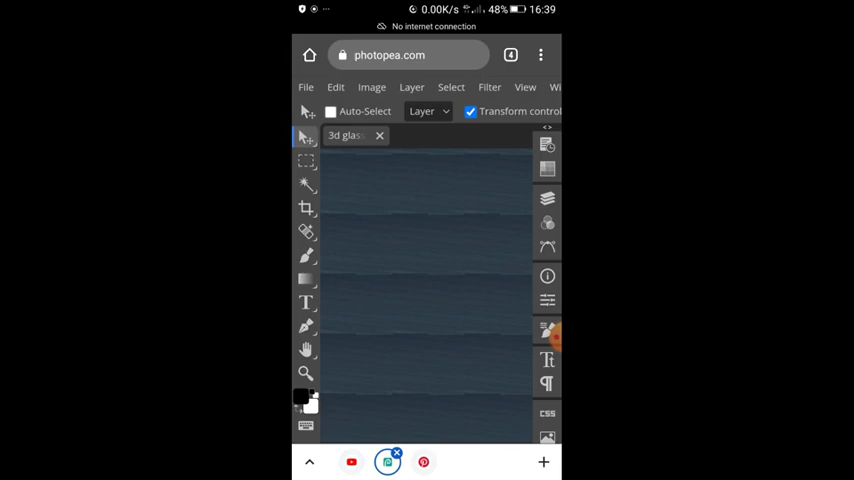 0.00K/s 48% 16:39
No internet connection
photopea.com 4
File Edit Image Layer Select Filter View Wi
Auto-Select Layer Transform control
3d glas
T
Tt
CSS